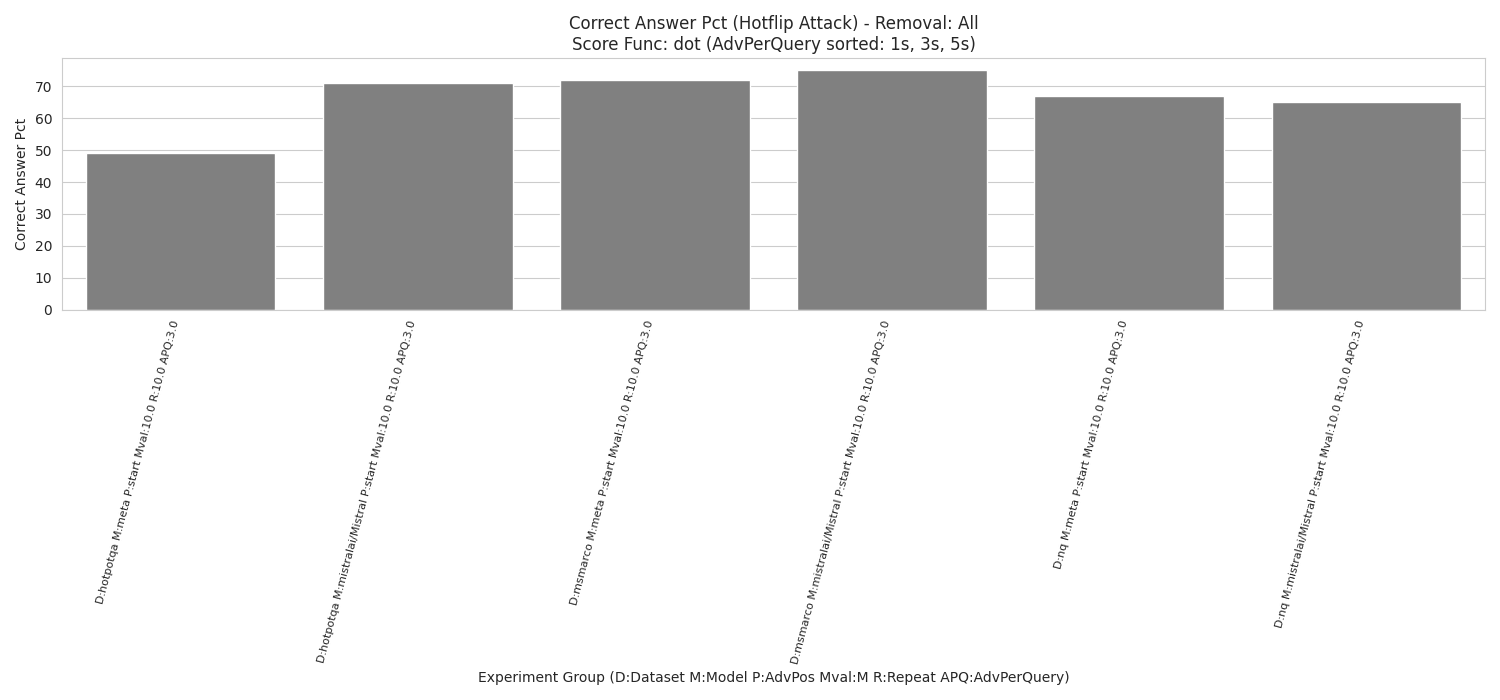 Correct Answer Pct (Hotflip Attack) - Removal: All
Score Func: dot (AdvPerQuery sorted: 1s, 3s, 5s)
Correct Answer Pct
70
60
50
40
30
20
10
0
D:hotpotqa M:meta P:start Mval:10.0 R:10.0 APQ:3.0
D:hotpotqa M:mistralai/Mistral P:start Mval:10.0 R:10.0 APQ:3.0
D:msmarco M:meta P:start Mval:10.0 R:10.0 APQ:3.0
D:msmarco M:mistralai/Mistral P:start Mval:10.0 R:10.0 APQ:3.0
D:nq M:meta P:start Mval:10.0 R:10.0 APQ:3.0
D:nq M:mistralai/Mistral P:start Mval:10.0 R:10.0 APQ:3.0
Experiment Group (D:Dataset M:Model P:AdvPos Mval:M R:Repeat APQ:AdvPerQuery)